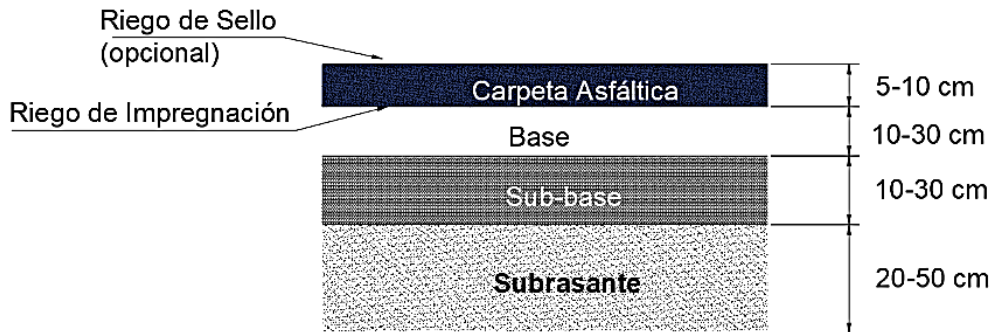 Riego de Sello
(opcional)
Carpeta Asfáltica
5-10 cm
Riego de Impregnación
Base
10-30 cm
Sub-base
10-30 cm
Subrasante
20-50 cm